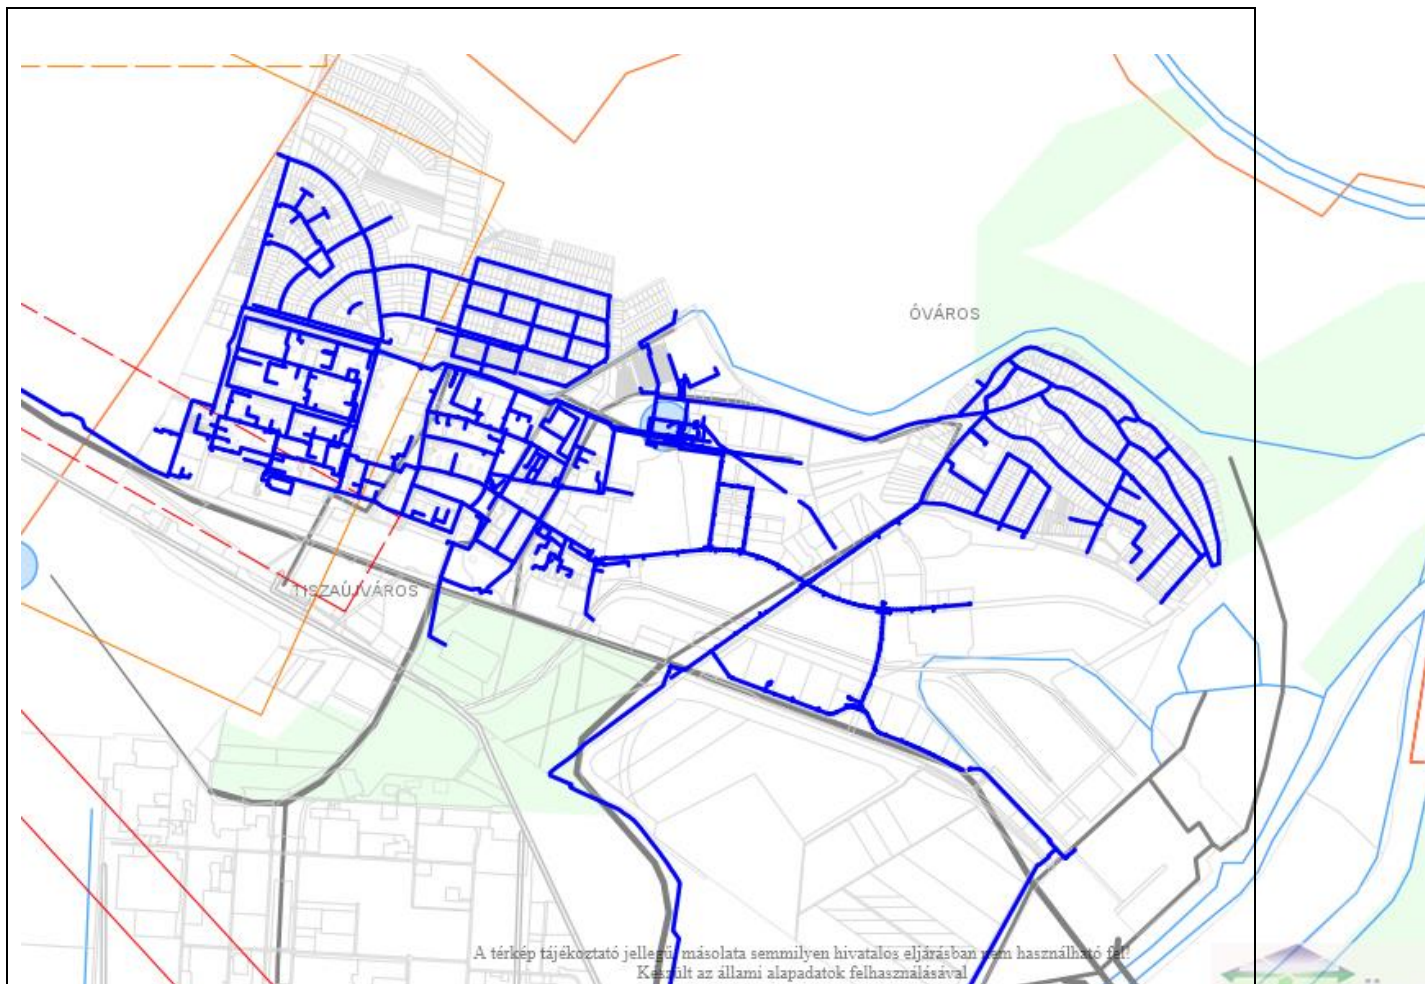 ÓVÁROS
TISZAÚJVÁROS
A térkép tájékoztató jellegű, másolata semmilyen hivatalos eljárásban nem használható fel!
Készült az állami alapadatok felhasználásával